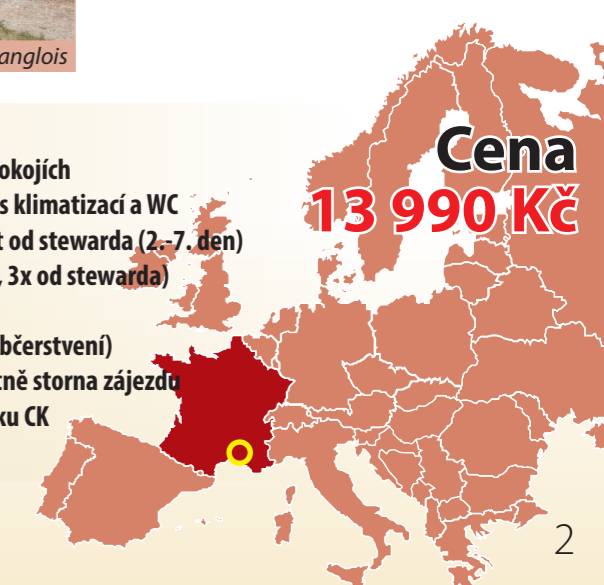 anglois
okojích
s klimatizací a WC
t od stewarda (2.-7. den)
, 3x od stewarda)
bčerstvení)
tně storna zájezdu
ku CK
Cena
13 990 Kč
2